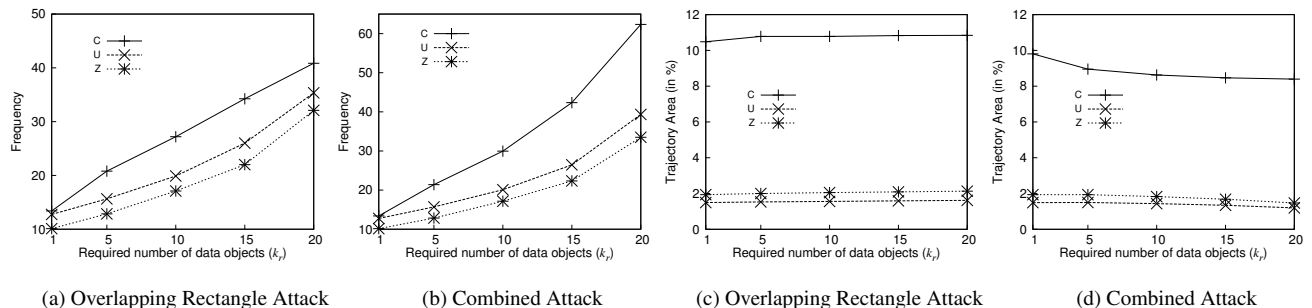 50
40
30
20
10
Frequency
C
U
Z
1 5 10 15 20
Required number of data objects (kr)
(a) Overlapping Rectangle Attack
60
50
40
30
20
10
Frequency
C
U
Z
1 5 10 15 20
Required number of data objects (kr)
(b) Combined Attack
12
10
8
6
4
2
0
Trajectory Area (in %)
C
U
Z
1 5 10 15 20
Required number of data objects (kr)
(c) Overlapping Rectangle Attack
12
10
8
6
4
2
0
Trajectory Area (in %)
C
U
Z
1 5 10 15 20
Required number of data objects (kr)
(d) Combined Attack